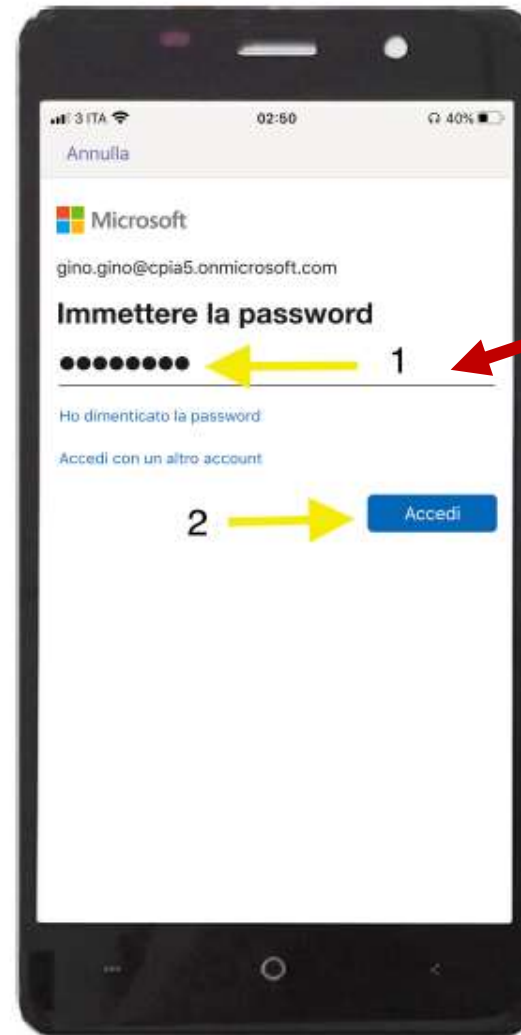 3 ITA 02:50 40%
Annulla
Microsoft
gino.gino@cpia5.onmicrosoft.com
Immettere la password
●●●●●●●● 1
Ho dimenticato la password
Accedi con un altro account
2 Accedi